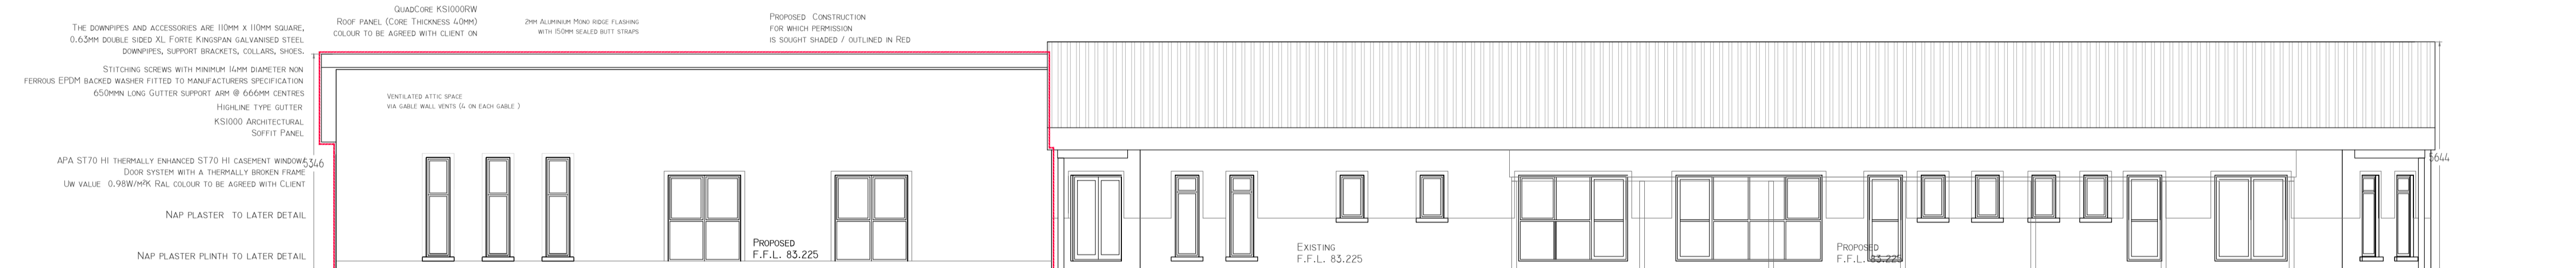 THE DOWNPIPES AND ACCESSORIES ARE 110MM X 110MM SQUARE,
0.63MM DOUBLE SIDED XL FORTE KINGSPAN GALVANISED STEEL
DOWNPIPES, SUPPORT BRACKETS, COLLARS, SHOES.
STITCHING SCREWS WITH MINIMUM 14MM DIAMETER NON
FERROUS EPDM BACKED WASHER FITTED TO MANUFACTURERS SPECIFICATION
650MMN LONG GUTTER SUPPORT ARM @ 666MM CENTRES
HIGHLINE TYPE GUTTER
KS1000 ARCHITECTURAL
SOFFIT PANEL
APA ST70 HI THERMALLY ENHANCED ST70 HI CASEMENT WINDOW/
DOOR SYSTEM WITH A THERMALLY BROKEN FRAME
UW VALUE 0.98W/M²K RAL COLOUR TO BE AGREED WITH CLIENT
NAP PLASTER TO LATER DETAIL
NAP PLASTER PLINTH TO LATER DETAIL
5346
QUADCORE KS1000RW
ROOF PANEL (CORE THICKNESS 40MM)
COLOUR TO BE AGREED WITH CLIENT ON
2MM ALUMINIUM MONO RIDGE FLASHING
WITH 150MM SEALED BUTT STRAPS
PROPOSED CONSTRUCTION
FOR WHICH PERMISSION
IS SOUGHT SHADED / OUTLINED IN RED
VENTILATED ATTIC SPACE
VIA GABLE WALL VENTS (4 ON EACH GABLE )
PROPOSED
F.F.L. 83.225
EXISTING
F.F.L. 83.225
PROPOSED
F.F.L. 83.225
5644